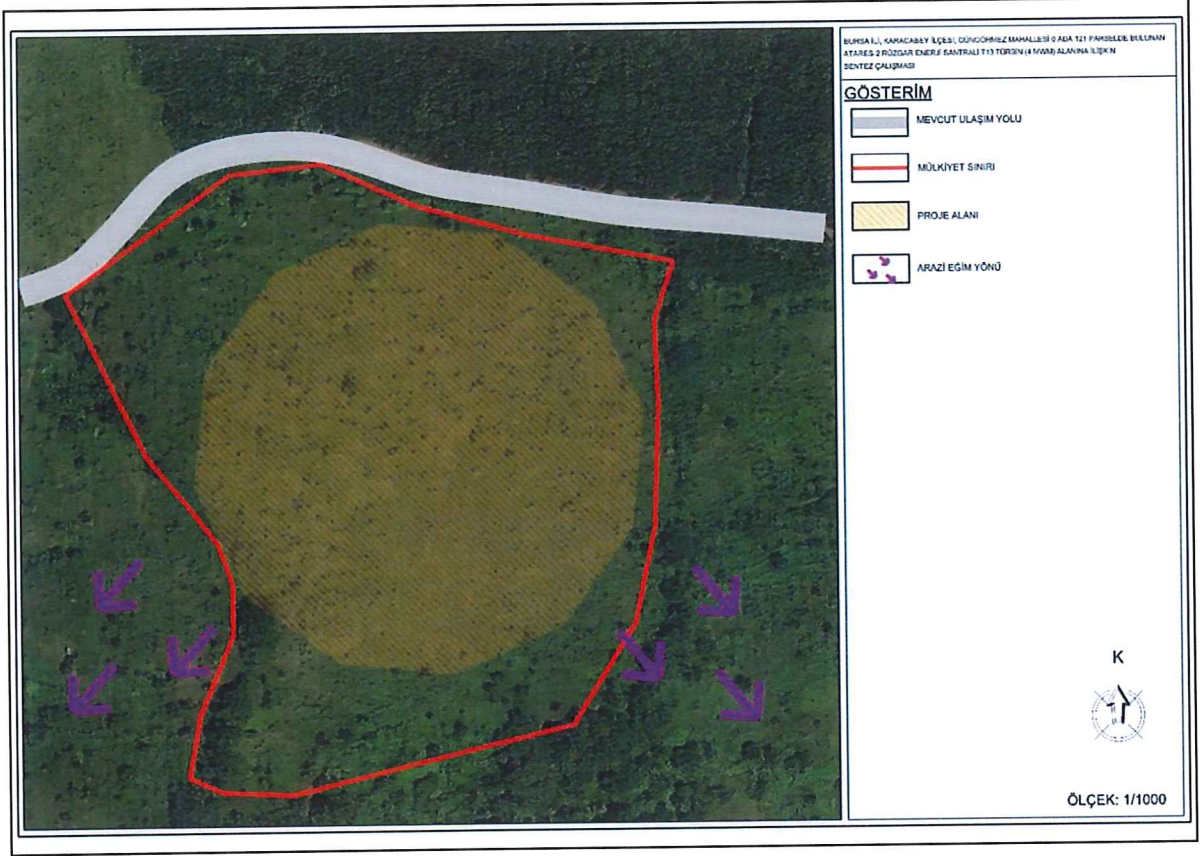 BURSA İLİ, KARACABEY İLÇESİ, GÜNGÖRMEZ MAHALLESİ 0 ADA 121 PARSELDE BULUNAN
ATARES-2 RÜZGAR ENERJİ SANTRALİ T13 TÜRBİN (4 MWM) ALANINA İLİŞKİN
SENTEZ ÇALIŞMASI
GÖSTERİM
MEVCUT ULAŞIM YOLU
MÜLKİYET SINIRI
PROJE ALANI
ARAZİ EĞİM YÖNÜ
K
ÖLÇEK: 1/1000